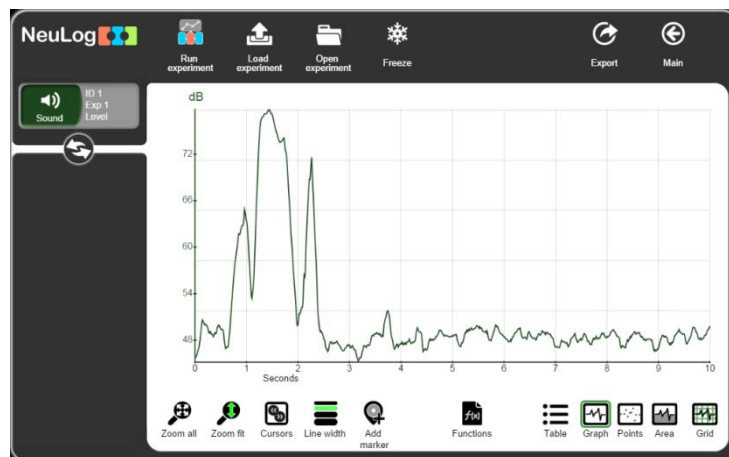 NeuLog
Run
experiment
Load
experiment
Open
experiment
Freeze
Export
Main
Sound
ID 1
Exp 1
Level
dB
72
66
60
54
48
0 1 2 3 4 5 6 7 8 9 10
Seconds
Zoom all
Zoom fit
Cursors
Line width
Add
marker
f(x)
Functions
Table
Graph
Points
Area
Grid